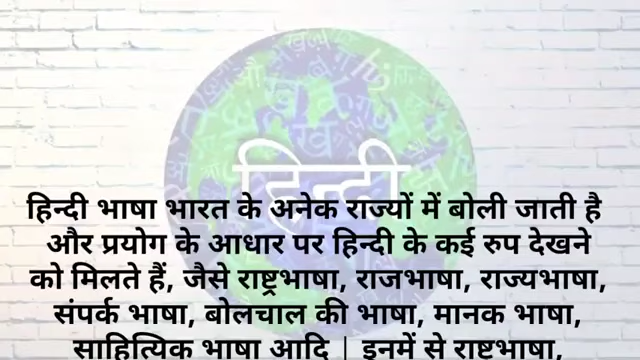 हिन्दी
हिन्दी भाषा भारत के अनेक राज्यों में बोली जाती है
और प्रयोग के आधार पर हिन्दी के कई रुप देखने
को मिलते हैं, जैसे राष्ट्रभाषा, राजभाषा, राज्यभाषा,
संपर्क भाषा, बोलचाल की भाषा, मानक भाषा,
साहित्यिक भाषा आदि | इनमें से राष्ट्रभाषा,